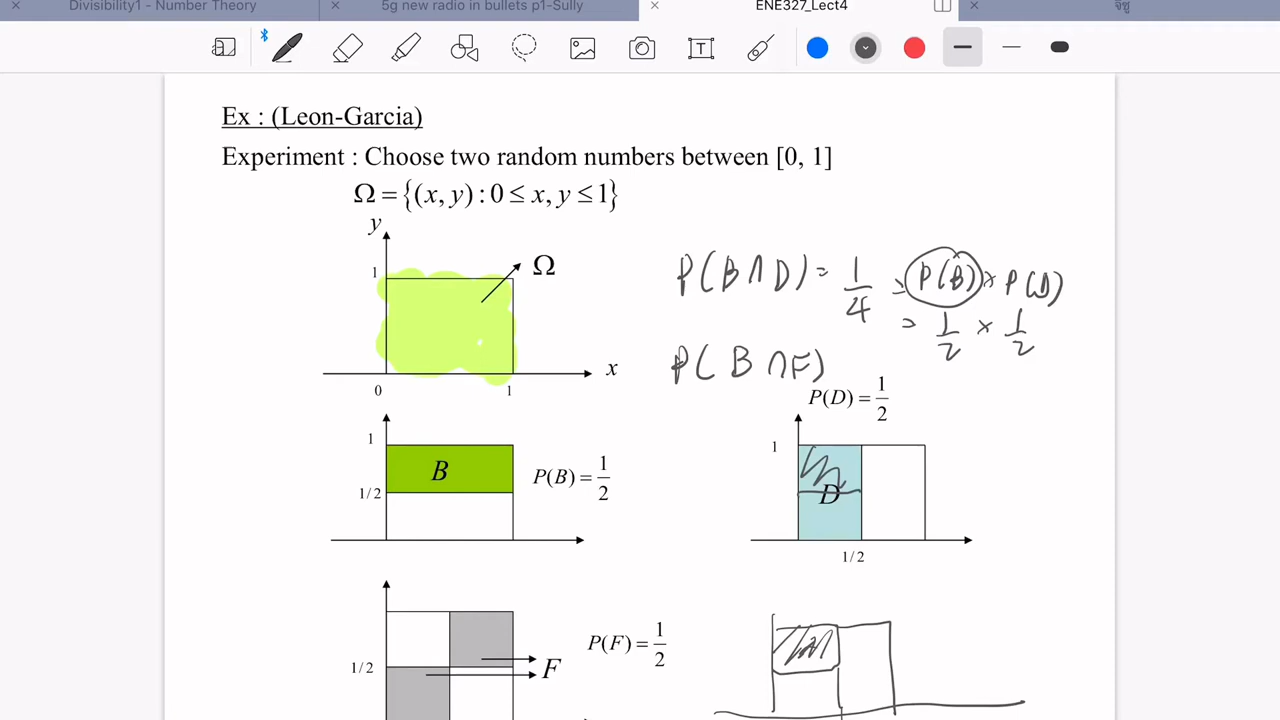 Divisibility1 - Number Theory
5g new radio in bullets p1-Sully
ENE327_Lect4
จีซู
Ex : (Leon-Garcia)
Experiment : Choose two random numbers between [0, 1]
Ω = {(x, y) : 0 ≤ x, y ≤ 1}
y
1
Ω
x
0
1
P(B∩D) = 1/4 = P(B) × P(D)
= 1/2 × 1/2
P(B∩F)
P(D) = 1/2
1
B
1/2
P(B) = 1/2
1
D
1/2
P(F) = 1/2
1/2
F